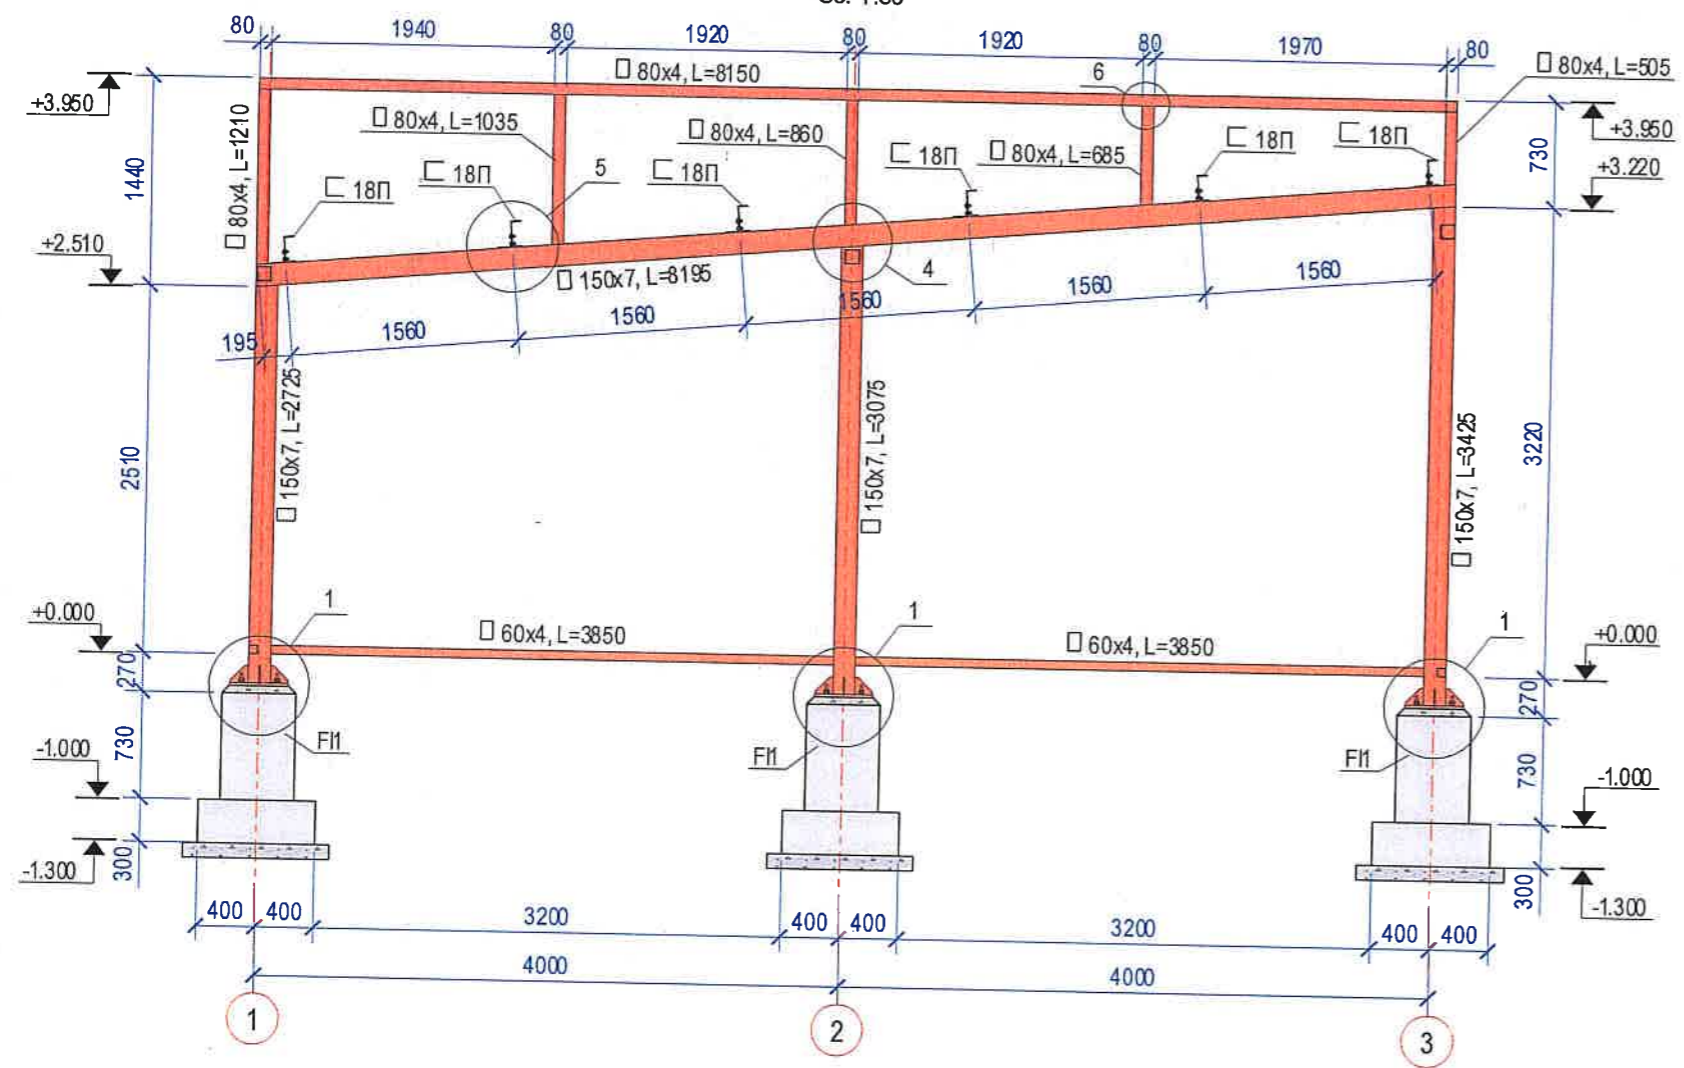 80 1940 80 1920 80 1920 80 1970 80
□ 80x4, L=8150
6
□ 80x4, L=505
+3.950
+3.950
□ 80x4, L=1035
□ 80x4, L=860
□ 80x4, L=685
□ 80x4, L=1210
⊏ 18П
⊏ 18П
⊏ 18П
⊏ 18П
⊏ 18П
⊏ 18П
5
1440
730
+3.220
+2.510
□ 150x7, L=8195
4
195 1560 1560 1560 1560 1560
□ 150x7, L=2725
□ 150x7, L=3075
□ 150x7, L=3425
2510
3220
+0.000
1
□ 60x4, L=3850
1
□ 60x4, L=3850
1
+0.000
270
270
Fl1
Fl1
Fl1
730
730
-1.000
-1.000
300
300
-1.300
-1.300
400 400 3200 400 400 3200 400 400
4000 4000
1 2 3